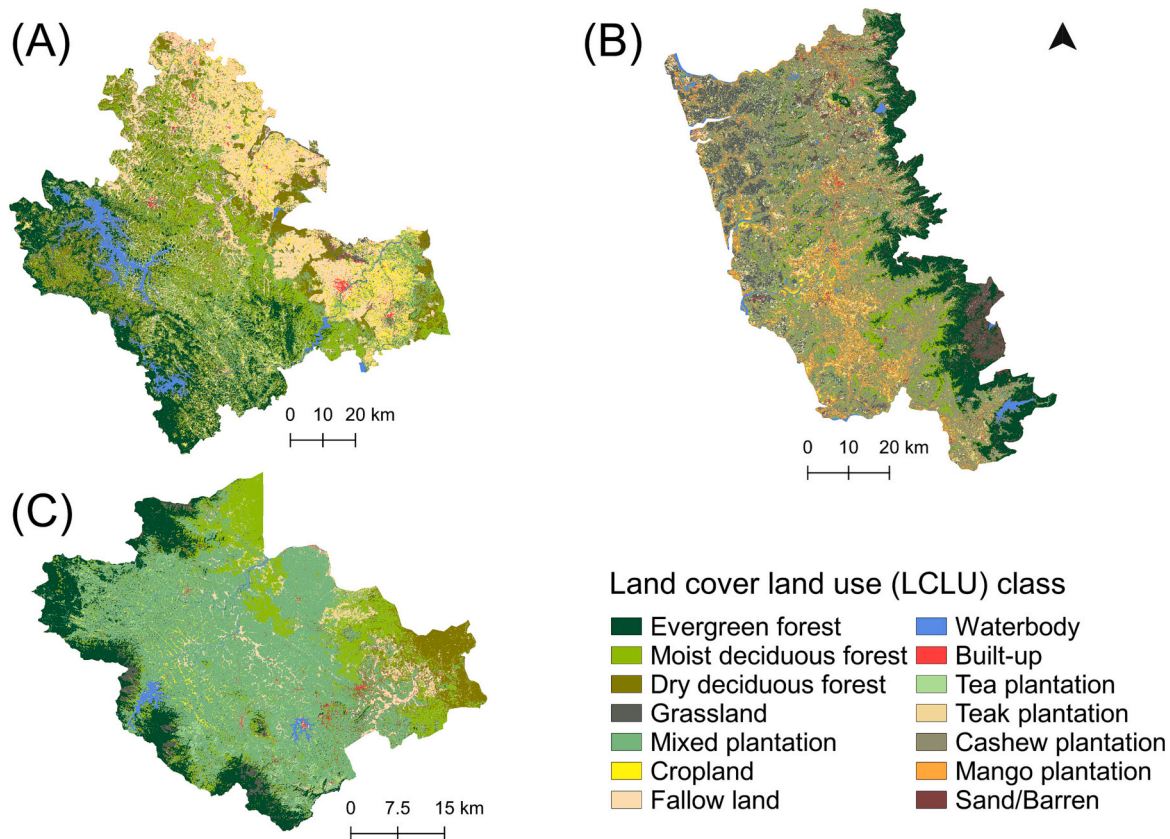 (A)
(B)
0 10 20 km
0 10 20 km
(C)
0 7.5 15 km
Land cover land use (LCLU) class
Evergreen forest
Moist deciduous forest
Dry deciduous forest
Grassland
Mixed plantation
Cropland
Fallow land
Waterbody
Built-up
Tea plantation
Teak plantation
Cashew plantation
Mango plantation
Sand/Barren